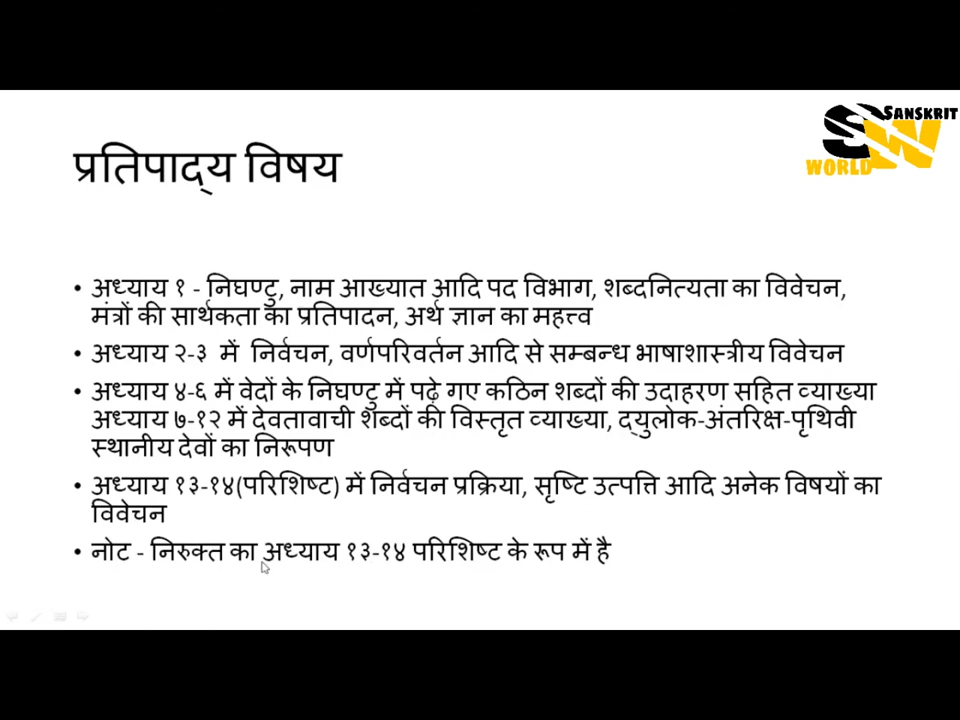 SANSKRIT
SW
WORLD
प्रतिपाद्य विषय
• अध्याय १ - निघण्टु, नाम आख्यात आदि पद विभाग, शब्दनित्यता का विवेचन,
मंत्रों की सार्थकता का प्रतिपादन, अर्थ ज्ञान का महत्त्व
• अध्याय २-३ में निर्वचन, वर्णपरिवर्तन आदि से सम्बन्ध भाषाशास्त्रीय विवेचन
• अध्याय ४-६ में वेदों के निघण्टु में पढ़े गए कठिन शब्दों की उदाहरण सहित व्याख्या
अध्याय ७-१२ में देवतावाची शब्दों की विस्तृत व्याख्या, द्युलोक-अंतरिक्ष-पृथिवी
स्थानीय देवों का निरूपण
• अध्याय १३-१४(परिशिष्ट) में निर्वचन प्रक्रिया, सृष्टि उत्पत्ति आदि अनेक विषयों का
विवेचन
• नोट - निरुक्त का अध्याय १३-१४ परिशिष्ट के रूप में है